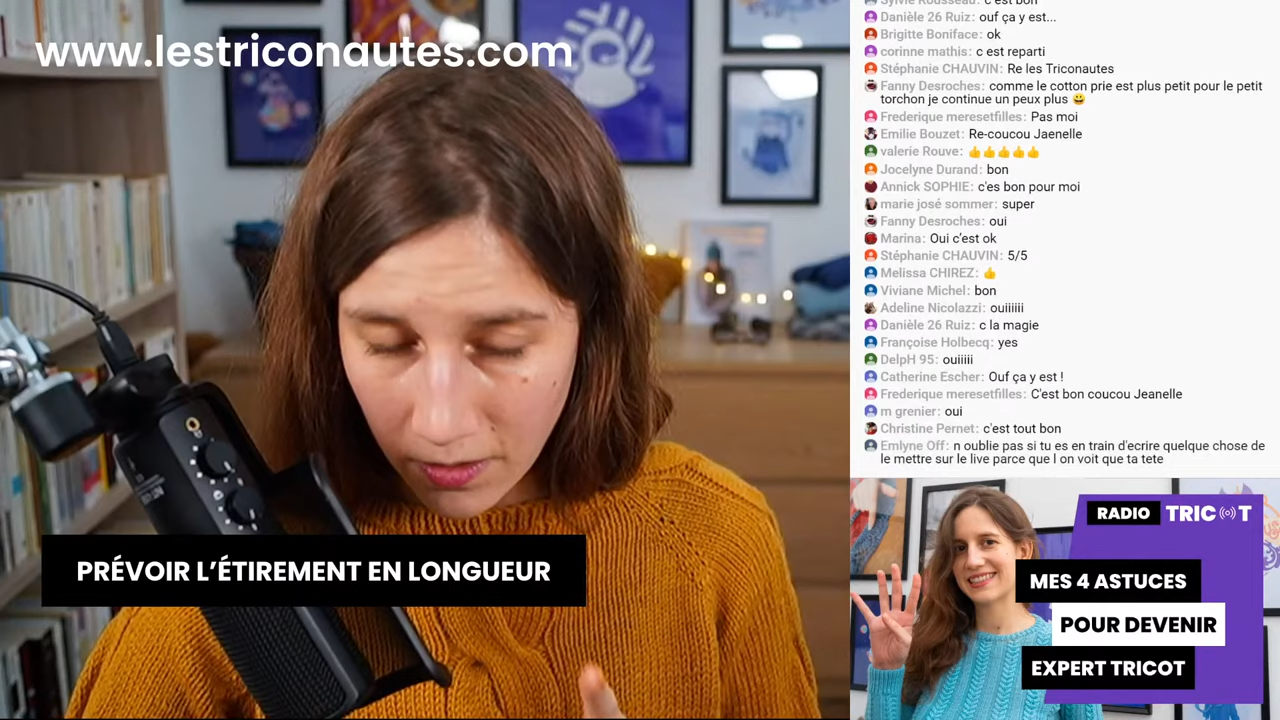 www.lestriconautes.com
PRÉVOIR L'ÉTIREMENT EN LONGUEUR
Sylvie Rousseau: c'est bon
Danièle 26 Ruiz: ouf ça y est...
Brigitte Boniface: ok
corinne mathis: c est reparti
Stéphanie CHAUVIN: Re les Triconautes
Fanny Desroches: comme le cotton prie est plus petit pour le petit
torchon je continue un peux plus 😀
Frederique meresetfilles: Pas moi
Emilie Bouzet: Re-coucou Jaenelle
valerie Rouve: 👍👍👍👍👍
Jocelyne Durand: bon
Annick SOPHIE: c'es bon pour moi
marie josé sommer: super
Fanny Desroches: oui
Marina: Oui c'est ok
Stéphanie CHAUVIN: 5/5
Melissa CHIREZ: 👍
Viviane Michel: bon
Adeline Nicolazzi: ouiiiiii
Danièle 26 Ruiz: c la magie
Françoise Holbecq: yes
DelpH 95: ouiiiii
Catherine Escher: Ouf ça y est !
Frederique meresetfilles: C'est bon coucou Jeanelle
m grenier: oui
Christine Pernet: c'est tout bon
Emlyne Off: n oublie pas si tu es en train d'ecrire quelque chose de
le mettre sur le live parce que l on voit que ta tete
RADIO TRICOT
MES 4 ASTUCES
POUR DEVENIR
EXPERT TRICOT